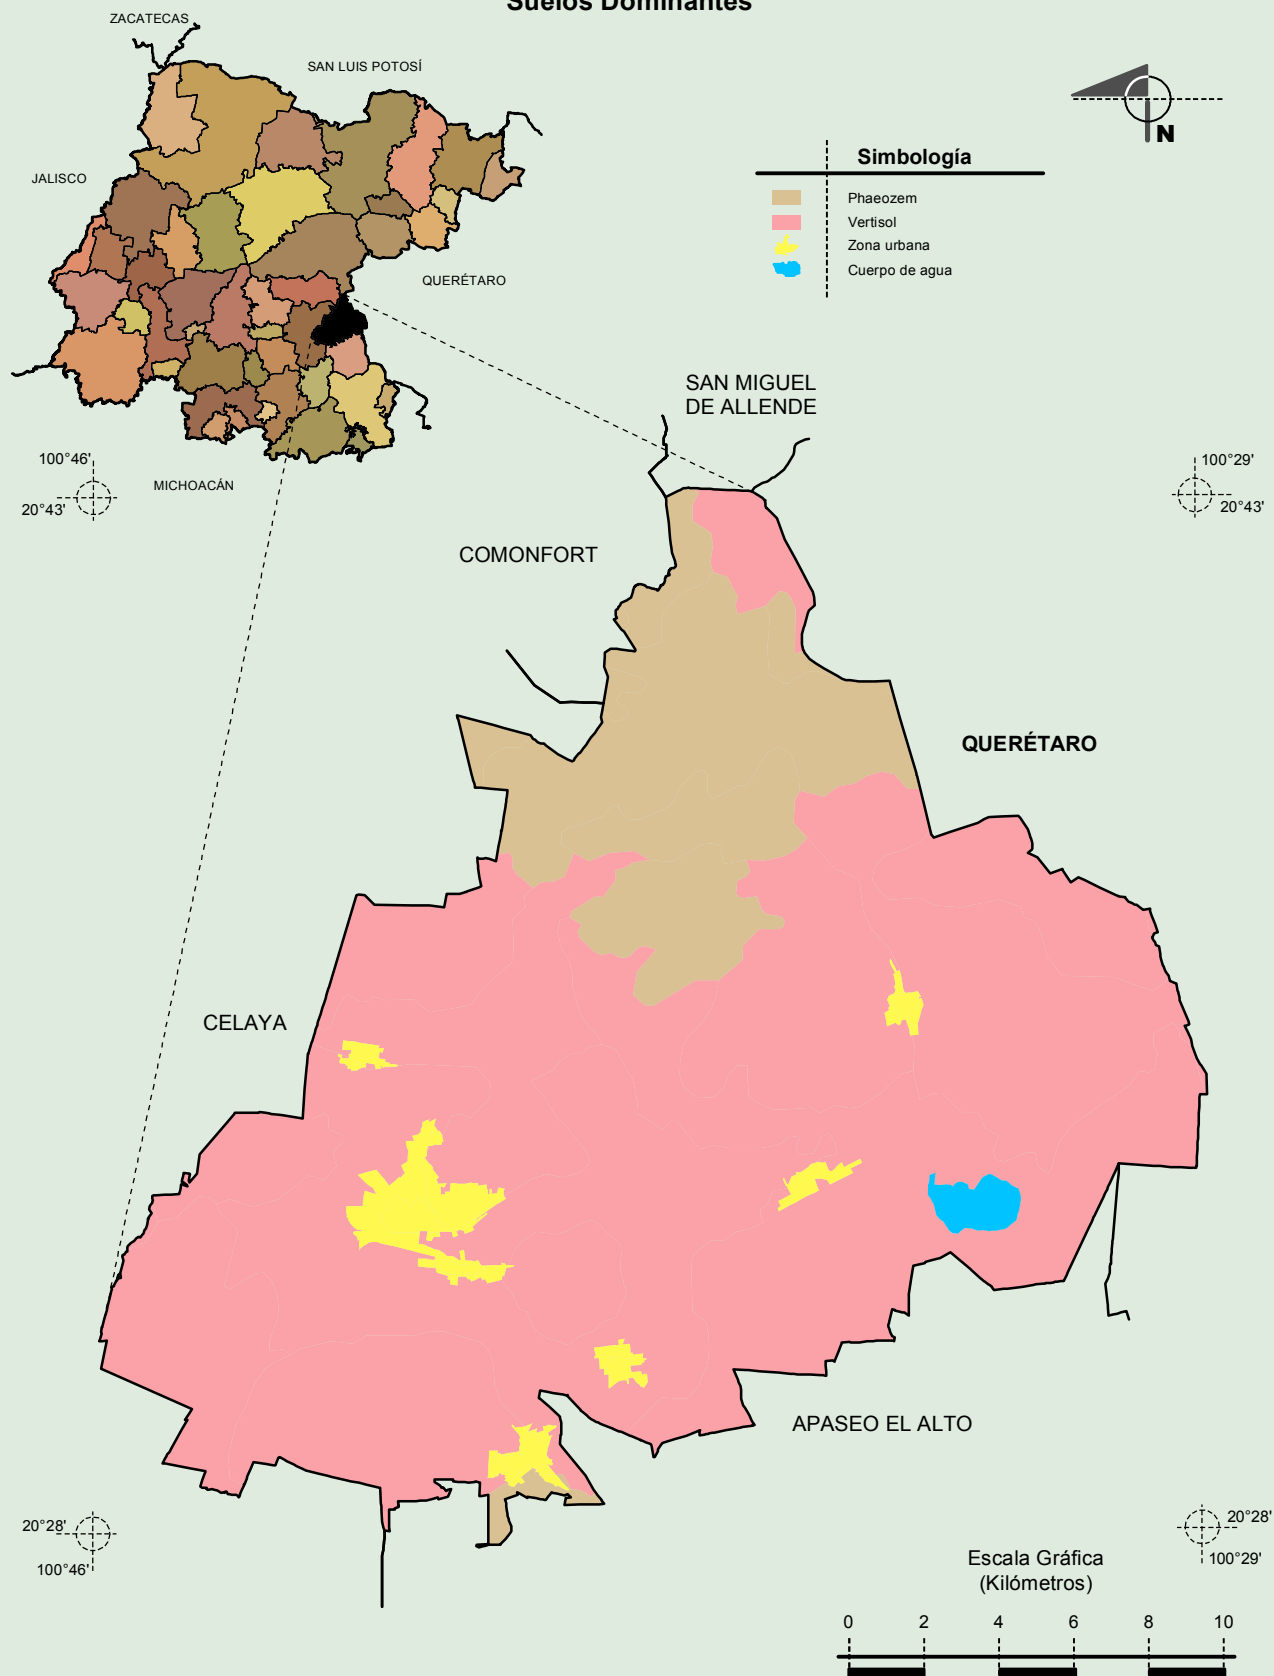 Suelos Dominantes
ZACATECAS
SAN LUIS POTOSÍ
JALISCO
QUERÉTARO
MICHOACÁN
N
Simbología
Phaeozem
Vertisol
Zona urbana
Cuerpo de agua
100°46'
20°43'
100°29'
20°43'
SAN MIGUEL
DE ALLENDE
COMONFORT
QUERÉTARO
CELAYA
APASEO EL ALTO
20°28'
100°46'
20°28'
100°29'
Escala Gráfica
(Kilómetros)
0 2 4 6 8 10